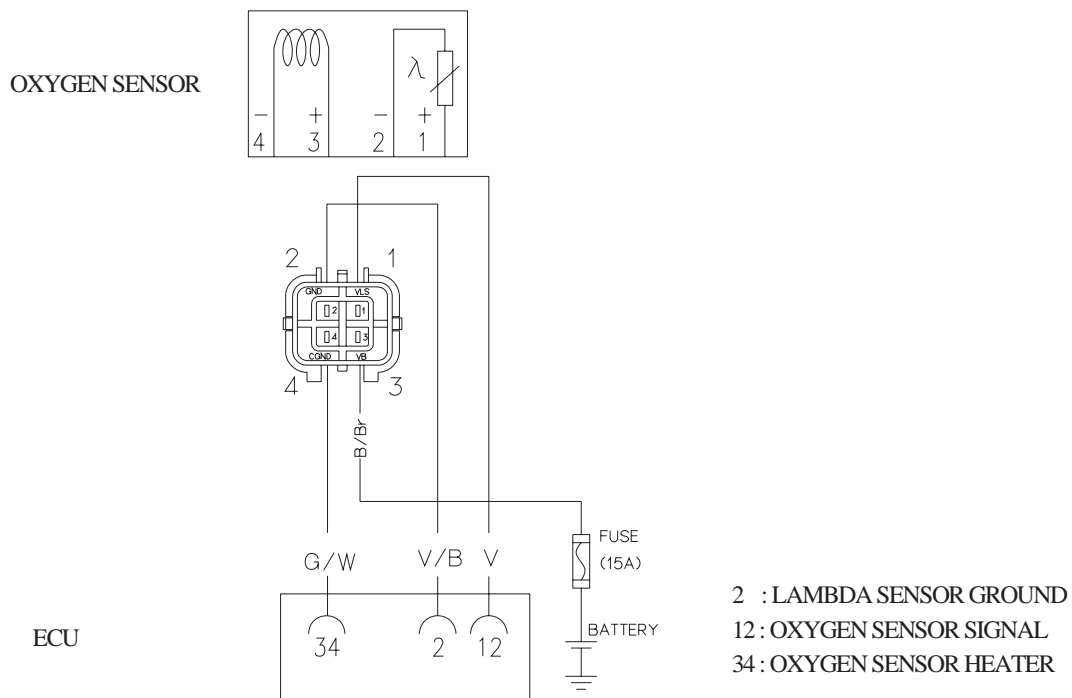 OXYGEN SENSOR
λ
- + - +
4 3 2 1
2 1
GND VLS
2 1
4 3
CGND VB
4 3
B/Br
FUSE
(15A)
G/W V/B V
BATTERY
ECU
34 2 12
2 : LAMBDA SENSOR GROUND
12 : OXYGEN SENSOR SIGNAL
34 : OXYGEN SENSOR HEATER